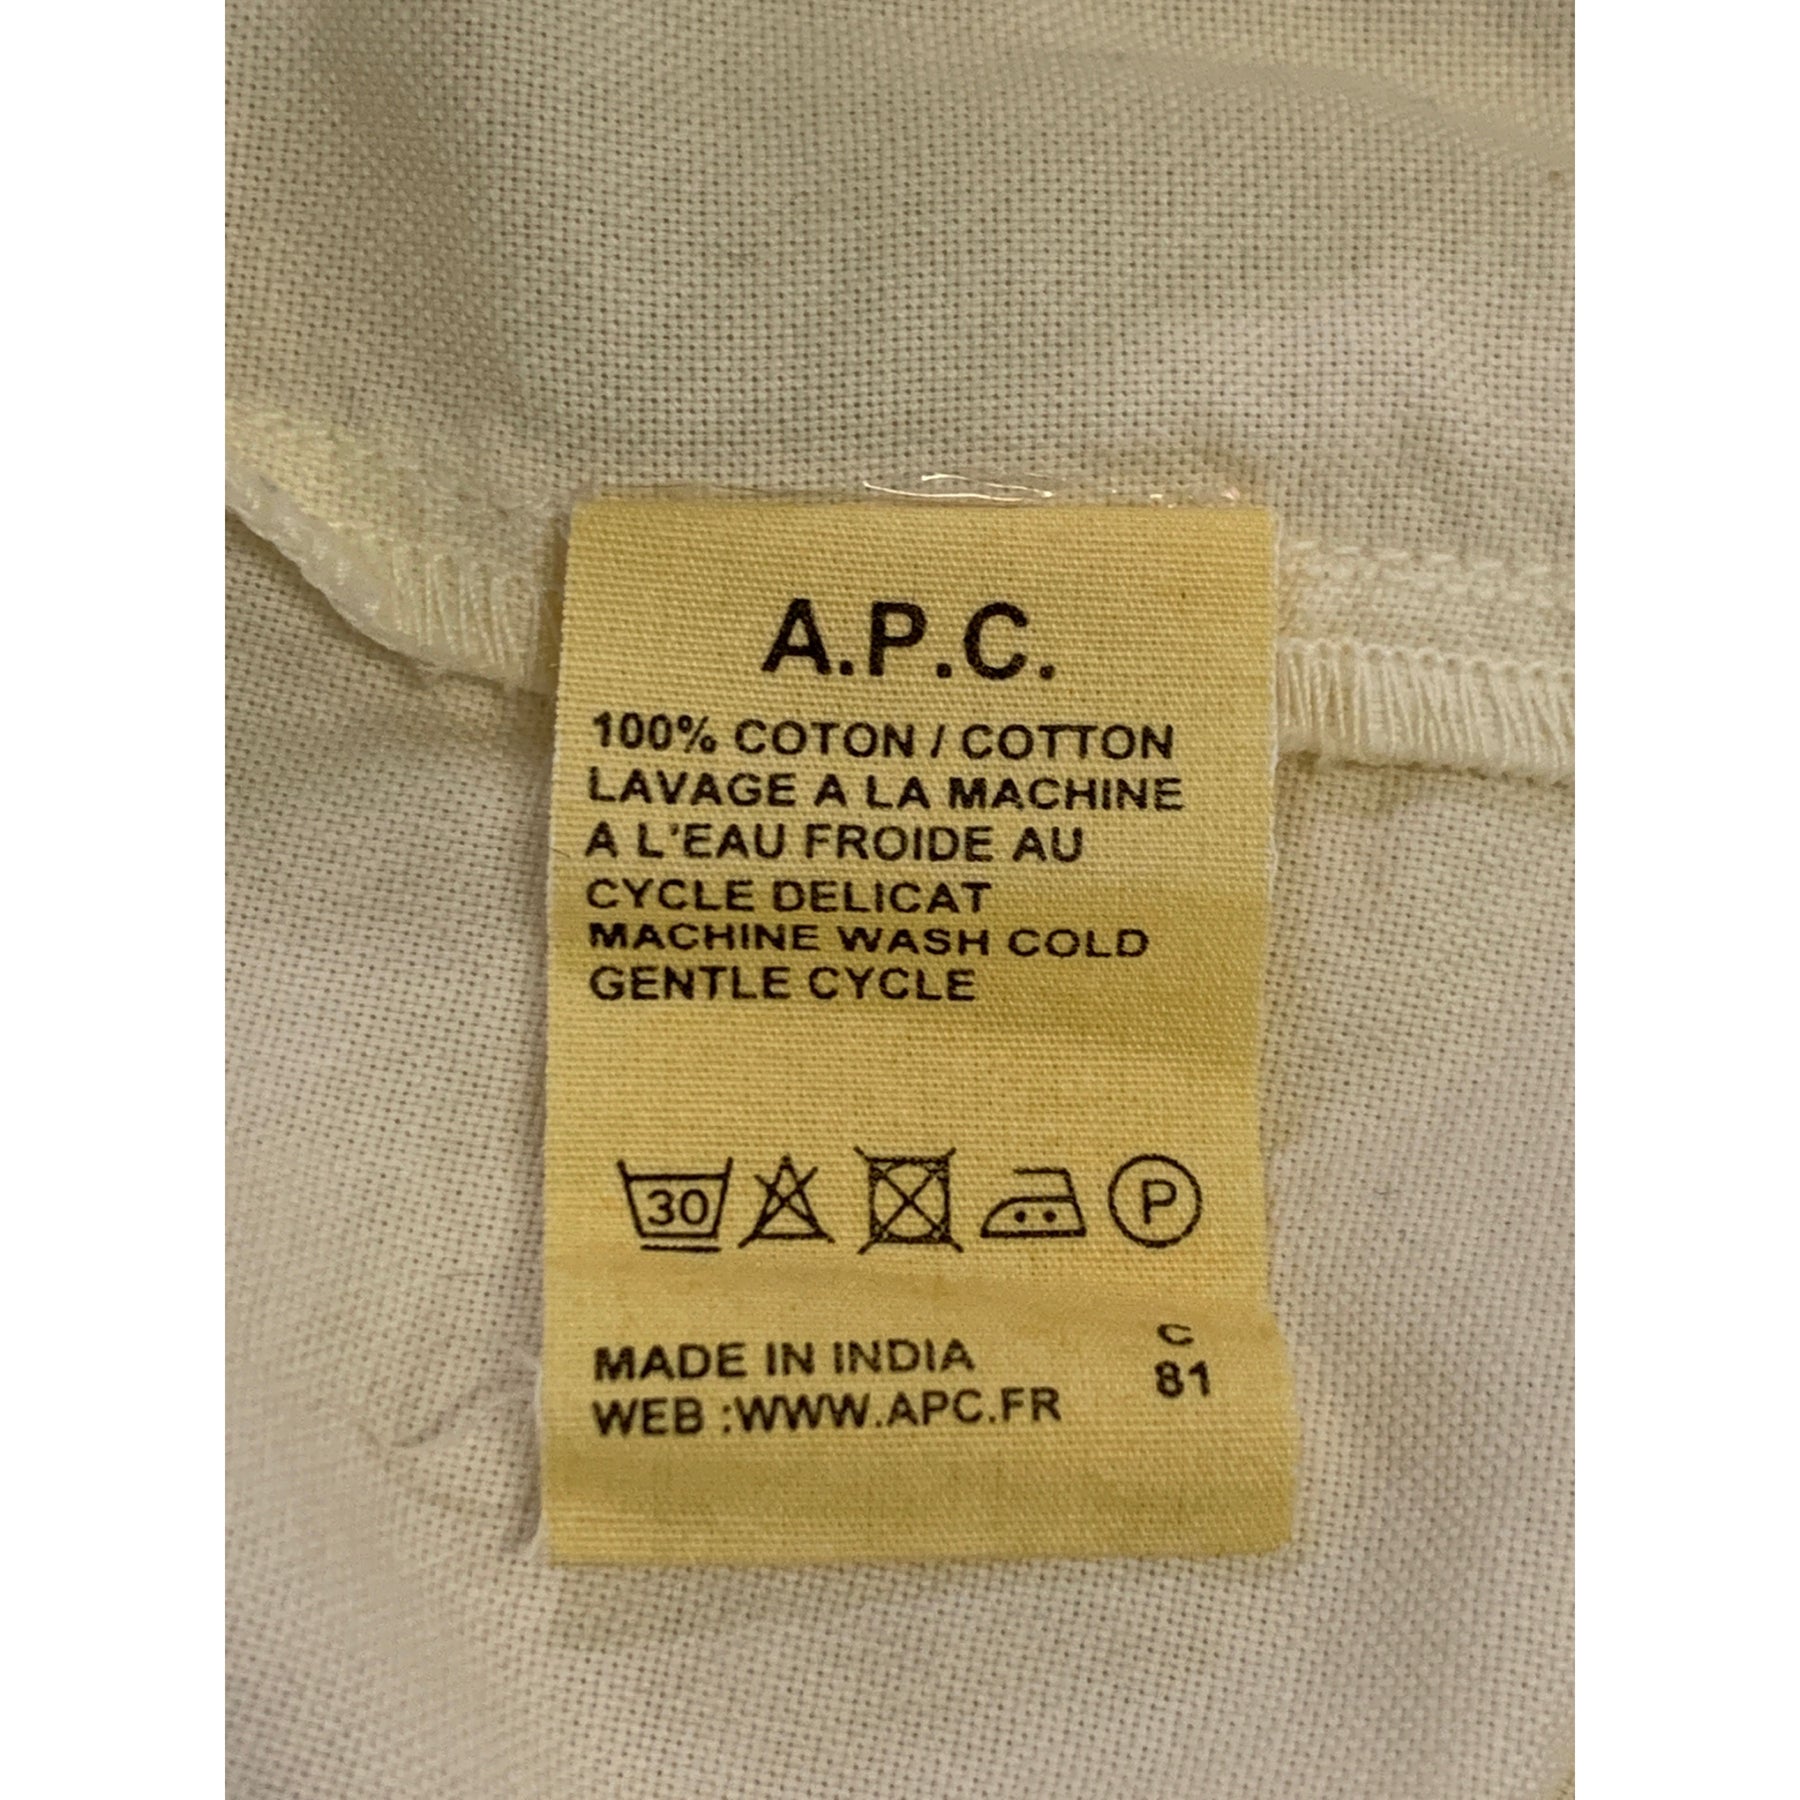 A.P.C.
100% COTON / COTTON
LAVAGE A LA MACHINE
A L'EAU FROIDE AU
CYCLE DELICAT
MACHINE WASH COLD
GENTLE CYCLE
30 P
C
MADE IN INDIA 81
WEB :WWW.APC.FR